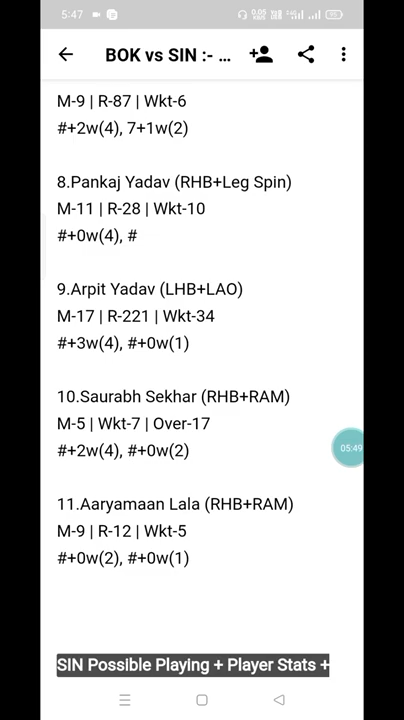 5:47
BOK vs SIN :- ...
M-9 | R-87 | Wkt-6
#+2w(4), 7+1w(2)
8.Pankaj Yadav (RHB+Leg Spin)
M-11 | R-28 | Wkt-10
#+0w(4), #
9.Arpit Yadav (LHB+LAO)
M-17 | R-221 | Wkt-34
#+3w(4), #+0w(1)
10.Saurabh Sekhar (RHB+RAM)
M-5 | Wkt-7 | Over-17
#+2w(4), #+0w(2)
05:49
11.Aaryamaan Lala (RHB+RAM)
M-9 | R-12 | Wkt-5
#+0w(2), #+0w(1)
SIN Possible Playing + Player Stats +